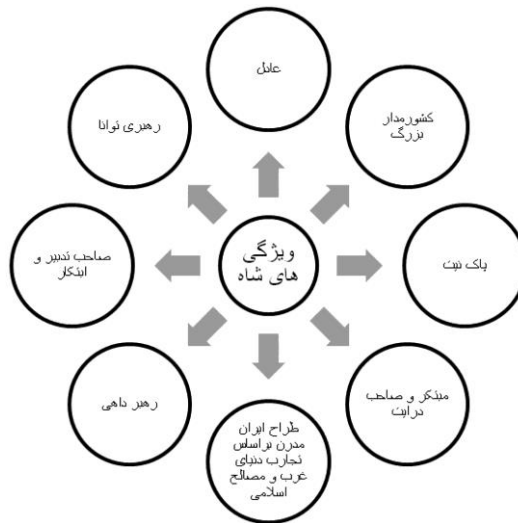 عادل
کشورمدار
بزرگ
پاک نیت
مبتکر و صاحب
درایت
طراح ایران
مدرن براساس
تجارب دنیای
غرب و مصالح
اسلامی
رهبر داهی
صاحب تدبیر و
ابتکار
رهبری توانا
ویژگی
های شاه